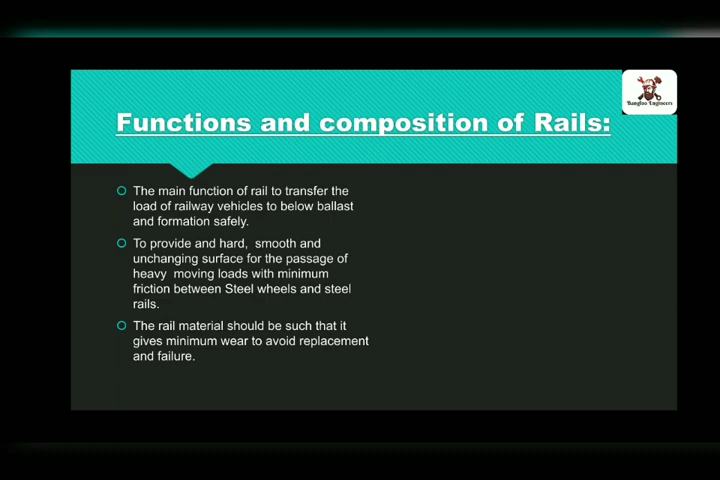 Functions and composition of Rails:
Bangloo Engineers
The main function of rail to transfer the
load of railway vehicles to below ballast
and formation safely.
To provide and hard, smooth and
unchanging surface for the passage of
heavy moving loads with minimum
friction between Steel wheels and steel
rails.
The rail material should be such that it
gives minimum wear to avoid replacement
and failure.